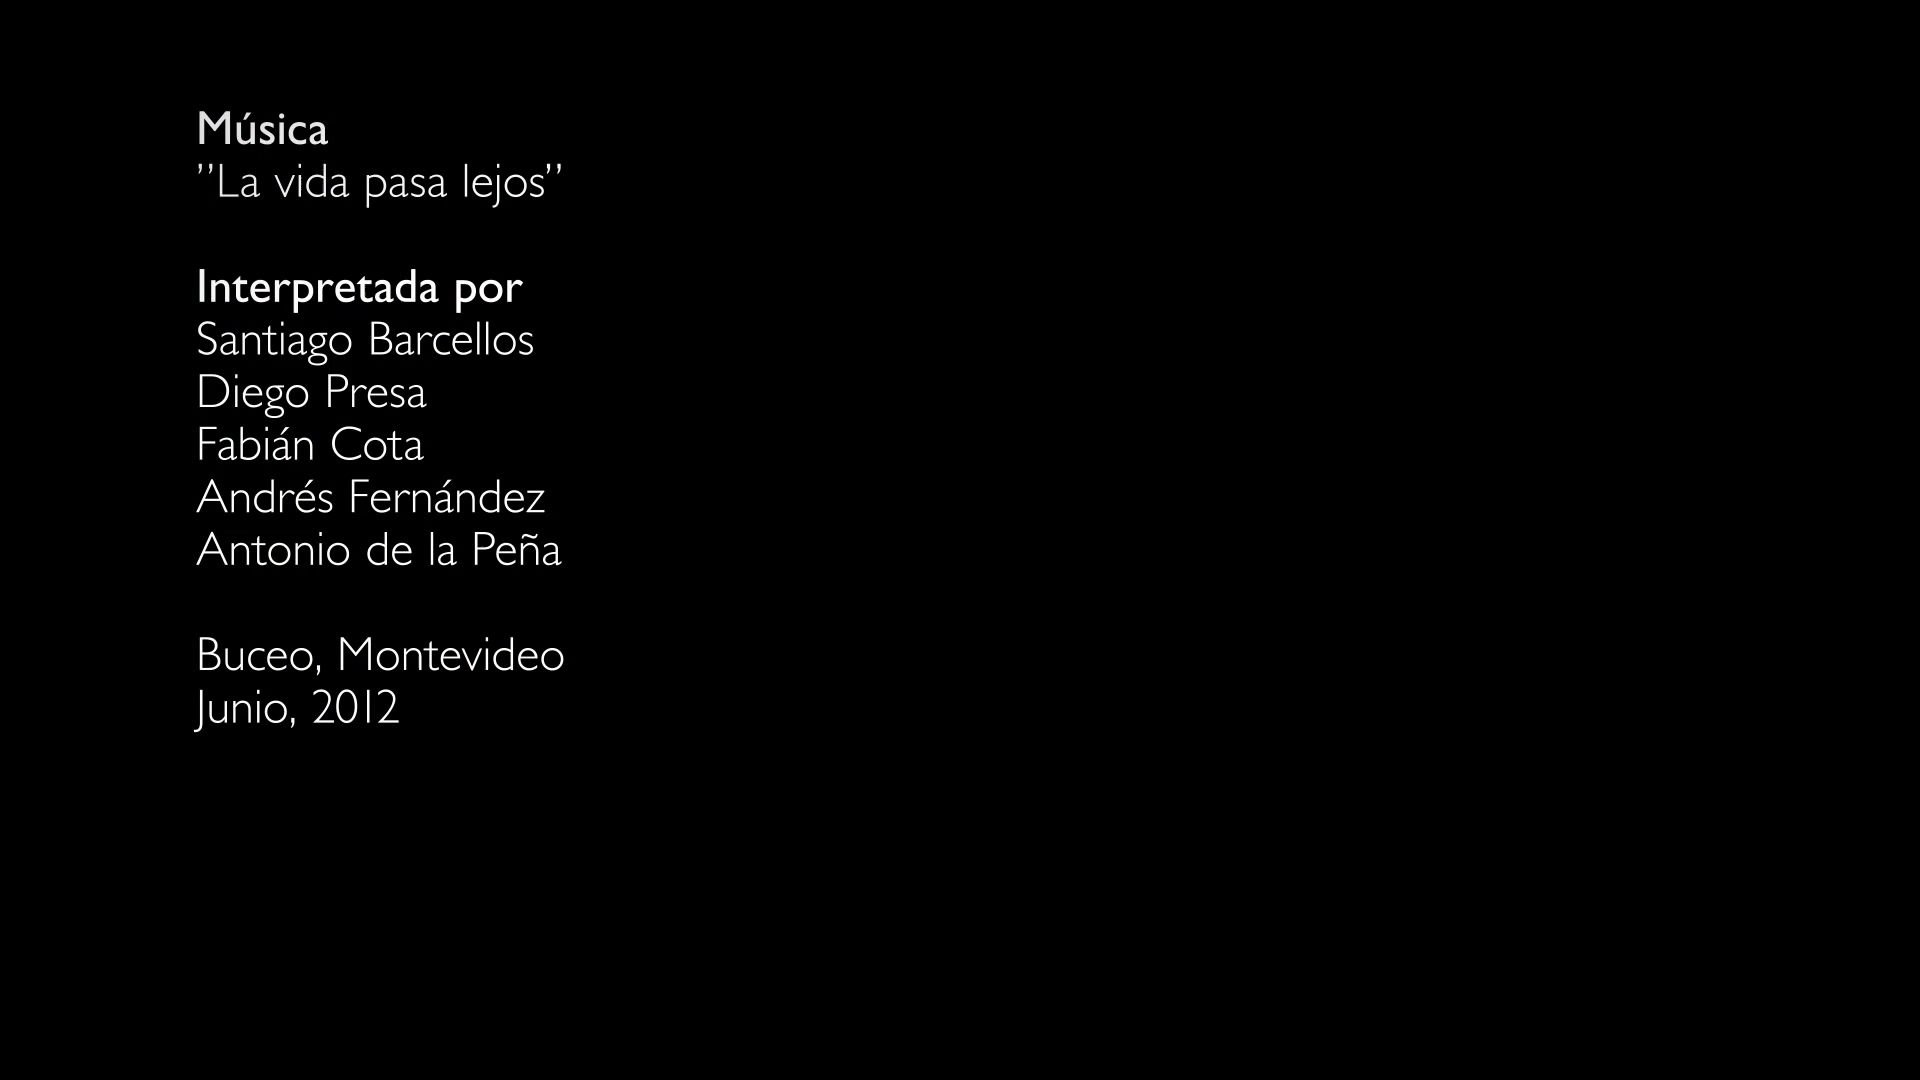 Música
”La vida pasa lejos”
Interpretada por
Santiago Barcellos
Diego Presa
Fabián Cota
Andrés Fernández
Antonio de la Peña
Buceo, Montevideo
Junio, 2012